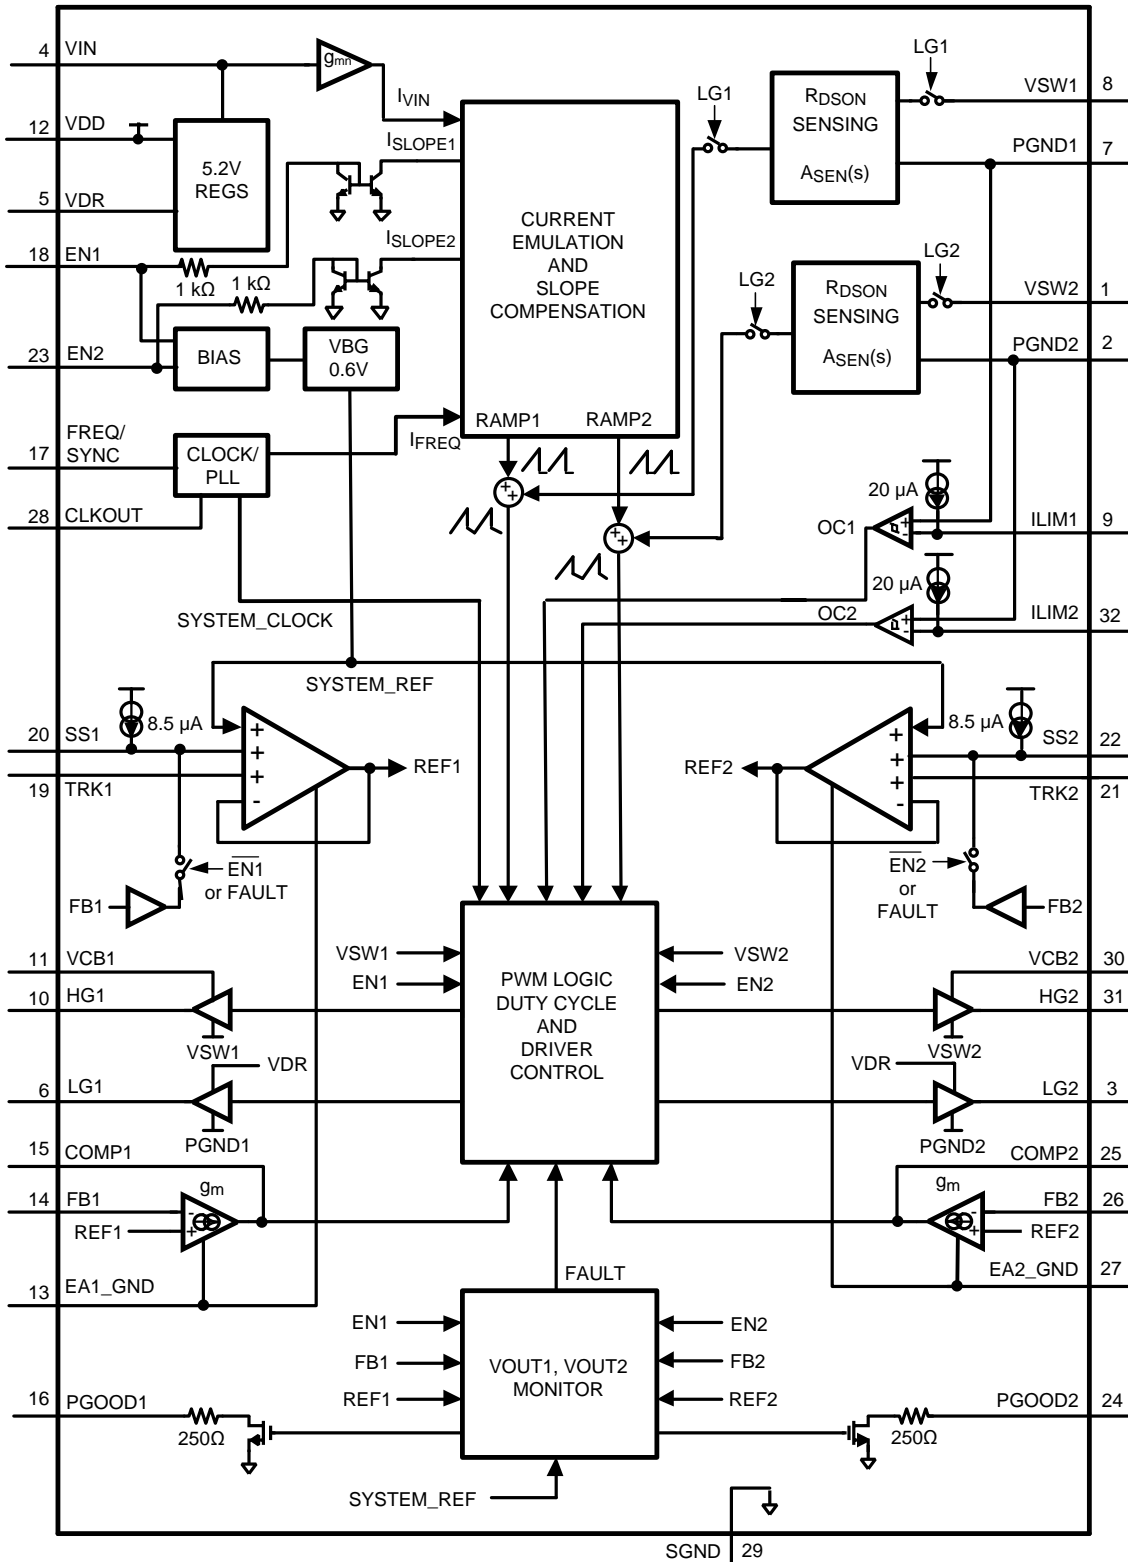 4 VIN
gmn
IVIN
12 VDD
5.2V
REGS
5 VDR
ISLOPE1
18 EN1
1 kΩ
1 kΩ
ISLOPE2
23 EN2
BIAS
VBG
0.6V
CURRENT
EMULATION
AND
SLOPE
COMPENSATION
RAMP1
RAMP2
IFREQ
17 FREQ/
SYNC
CLOCK/
PLL
28 CLKOUT
SYSTEM_CLOCK
LG1
LG1
RDSON
SENSING
ASEN(s)
VSW1 8
PGND1 7
LG2
LG2
RDSON
SENSING
ASEN(s)
VSW2 1
PGND2 2
++
++
20 µA
OC1
+
-
ILIM1 9
20 µA
OC2
+
-
ILIM2 32
SYSTEM_REF
8.5 µA
20 SS1
19 TRK1
+
+
+
-
REF1
EN1
or FAULT
FB1
8.5 µA
SS2 22
TRK2 21
+
+
+
-
REF2
EN2
or
FAULT
FB2
11 VCB1
10 HG1
VSW1
VDR
6 LG1
PGND1
VSW1
EN1
PWM LOGIC
DUTY CYCLE
AND
DRIVER
CONTROL
VSW2
EN2
VCB2 30
HG2 31
VSW2
VDR
LG2 3
PGND2
15 COMP1
gm
14 FB1
-
+
REF1
13 EA1_GND
COMP2 25
gm
FB2 26
-
+
REF2
EA2_GND 27
FAULT
EN1
FB1
REF1
VOUT1, VOUT2
MONITOR
EN2
FB2
REF2
16 PGOOD1
250Ω
PGOOD2 24
250Ω
SYSTEM_REF
SGND 29